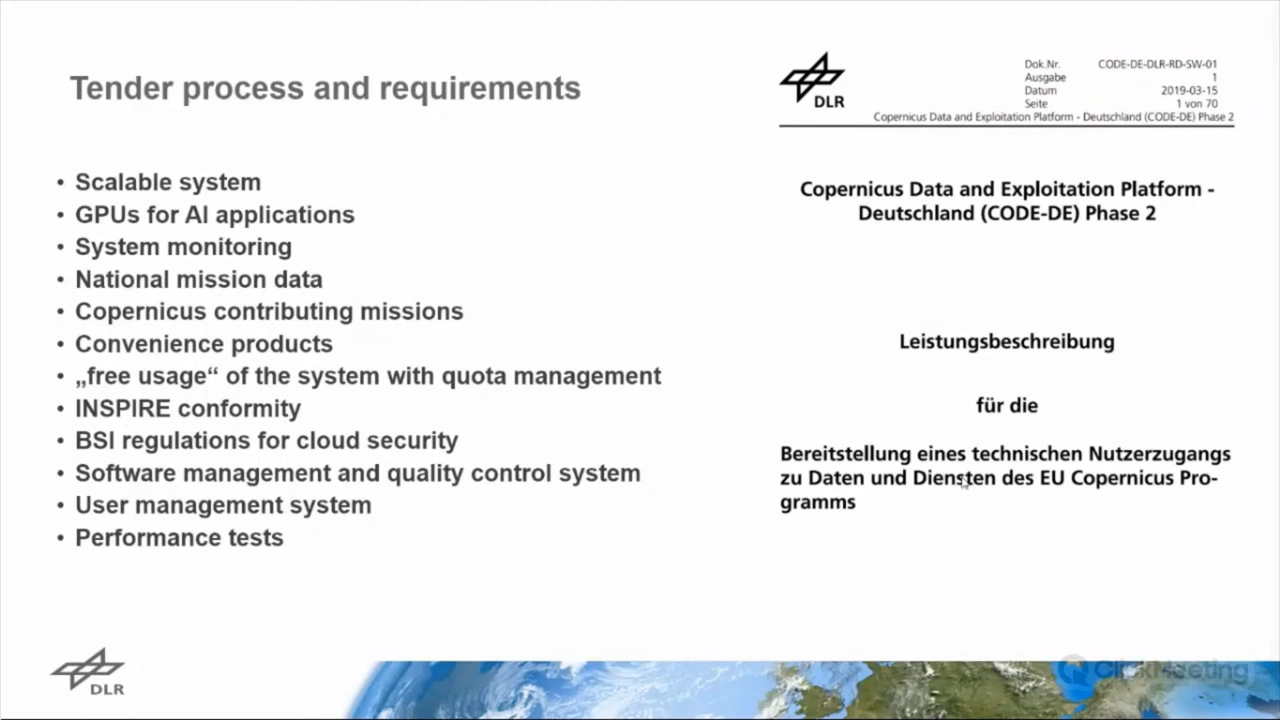 Tender process and requirements
• Scalable system
• GPUs for AI applications
• System monitoring
• National mission data
• Copernicus contributing missions
• Convenience products
• „free usage“ of the system with quota management
• INSPIRE conformity
• BSI regulations for cloud security
• Software management and quality control system
• User management system
• Performance tests
DLR
Dok.Nr. CODE-DE-DLR-RD-SW-01
Ausgabe 1
Datum 2019-03-15
Seite 1 von 70
Copernicus Data and Exploitation Platform - Deutschland (CODE-DE) Phase 2
Copernicus Data and Exploitation Platform -
Deutschland (CODE-DE) Phase 2
Leistungsbeschreibung
für die
Bereitstellung eines technischen Nutzerzugangs
zu Daten und Diensten des EU Copernicus Pro-
gramms
DLR
ClickMeeting